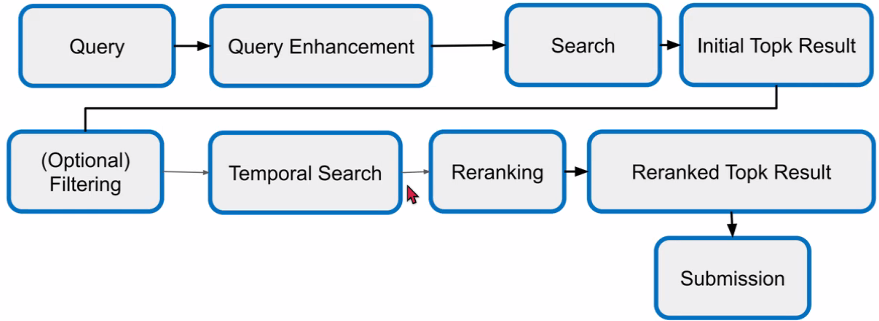 Query
Query Enhancement
Search
Initial Topk Result
(Optional)
Filtering
Temporal Search
Reranking
Reranked Topk Result
Submission